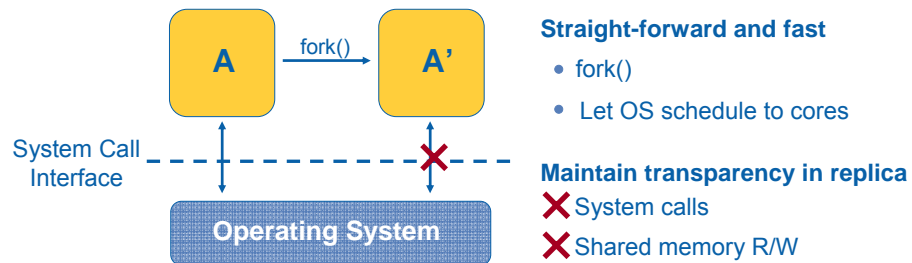 A
fork()
A’
System Call
Interface
Operating System
Straight-forward and fast
• fork()
• Let OS schedule to cores
Maintain transparency in replica
System calls
Shared memory R/W